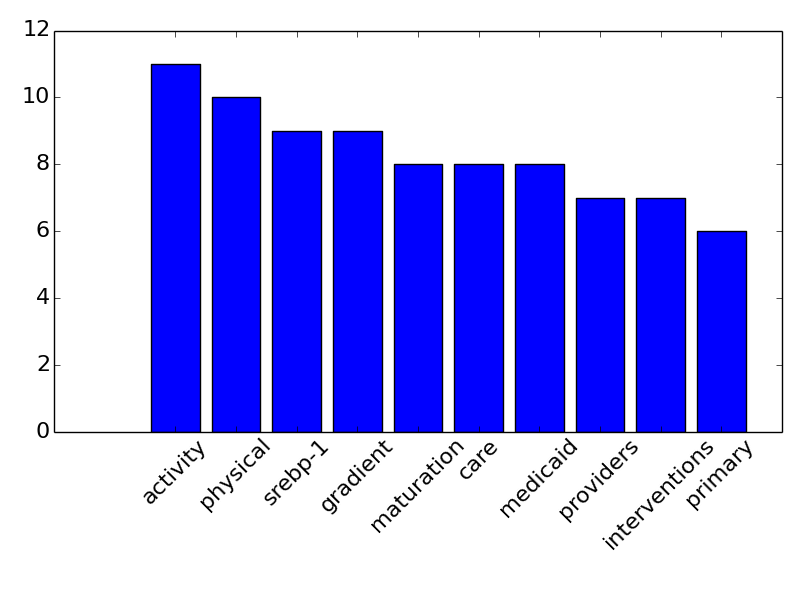 12
10
8
6
4
2
0
activity
physical
srebp-1
gradient
maturation
care
medicaid
providers
interventions
primary